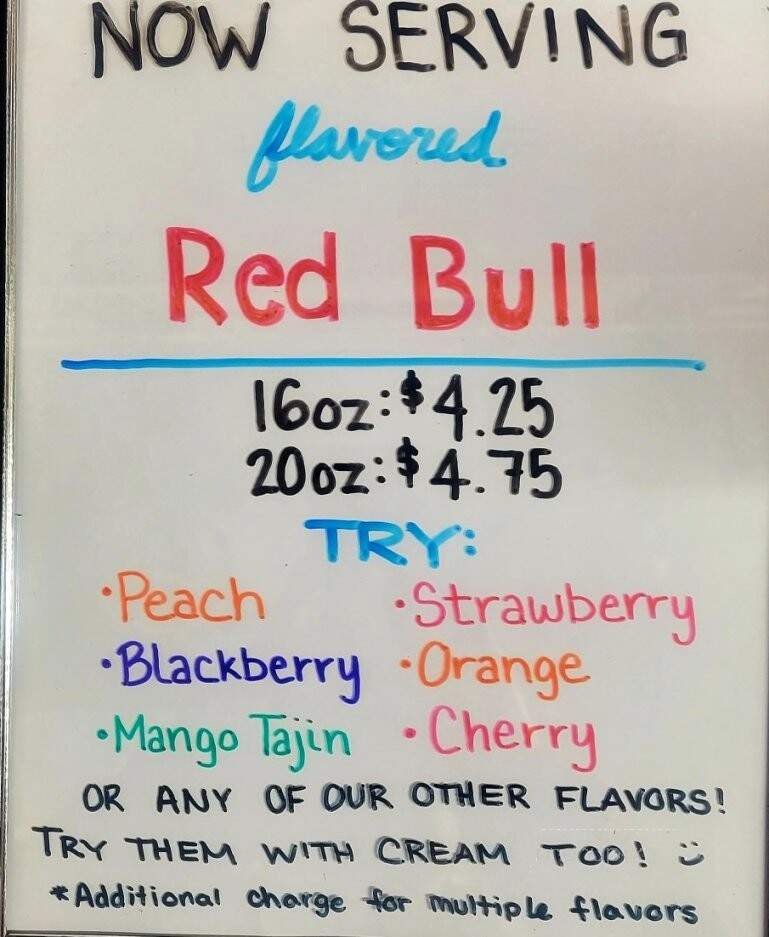 NOW SERVING
flavored
Red Bull
16oz: $4.25
20oz: $4.75
TRY:
•Peach •Strawberry
•Blackberry •Orange
•Mango Tajin •Cherry
OR ANY OF OUR OTHER FLAVORS!
TRY THEM WITH CREAM TOO! :)
*Additional charge for multiple flavors